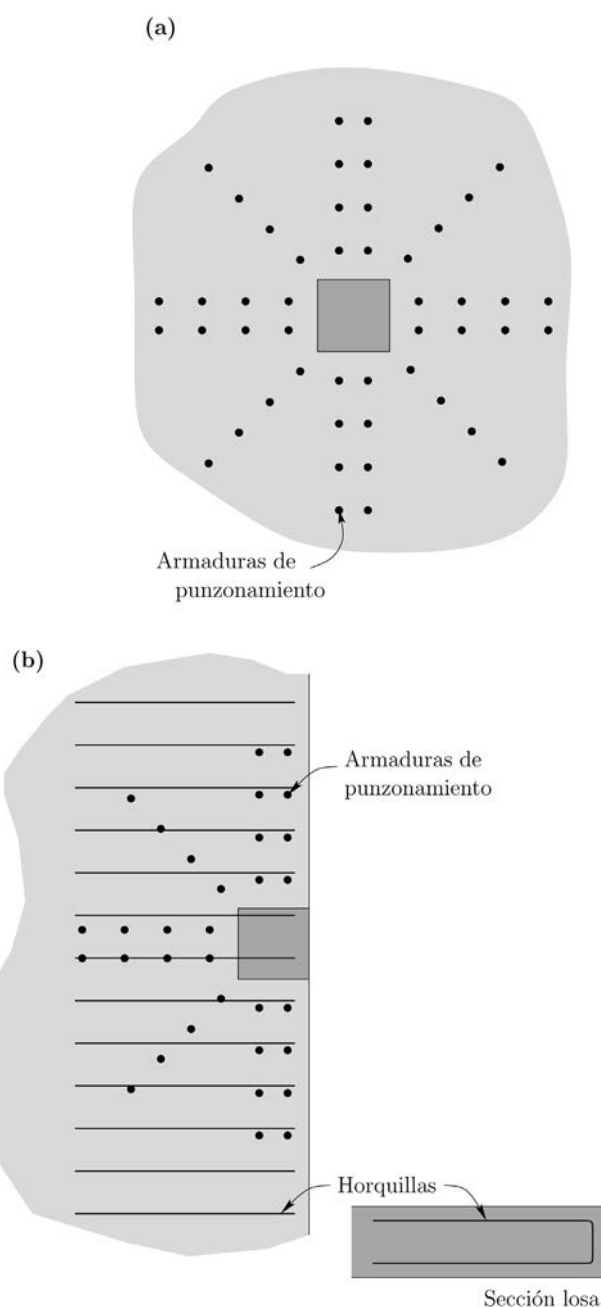 (a)
Armaduras de
punzonamiento
(b)
Armaduras de
punzonamiento
Horquillas
Sección losa